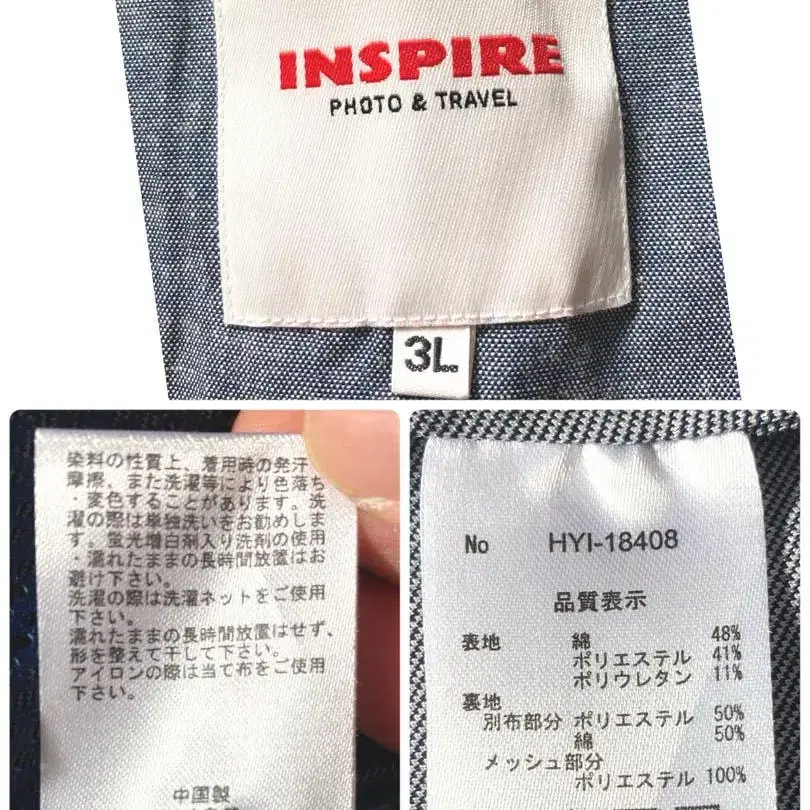 INSPIRE
PHOTO & TRAVEL
3L
染料の性質上、着用時の発汗
摩擦、また洗濯等により色落ち
・変色することがあります。洗
濯の際は単独洗いをお勧めしま
す。蛍光増白剤入り洗剤の使用
・濡れたままの長時間放置はお
避け下さい。
洗濯の際は洗濯ネットをご使用
下さい。
濡れたままの長時間放置はせず、
形を整えて干して下さい。
アイロンの際は当て布をご使用
下さい。
中国製
No HYI-18408
品質表示
表地 綿 48%
ポリエステル 41%
ポリウレタン 11%
裏地
別布部分 ポリエステル 50%
綿 50%
メッシュ部分
ポリエステル 100%